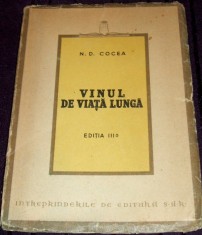 N. D. COCEA
VINUL
DE VIAȚĂ LUNGĂ
EDIȚIA III-a